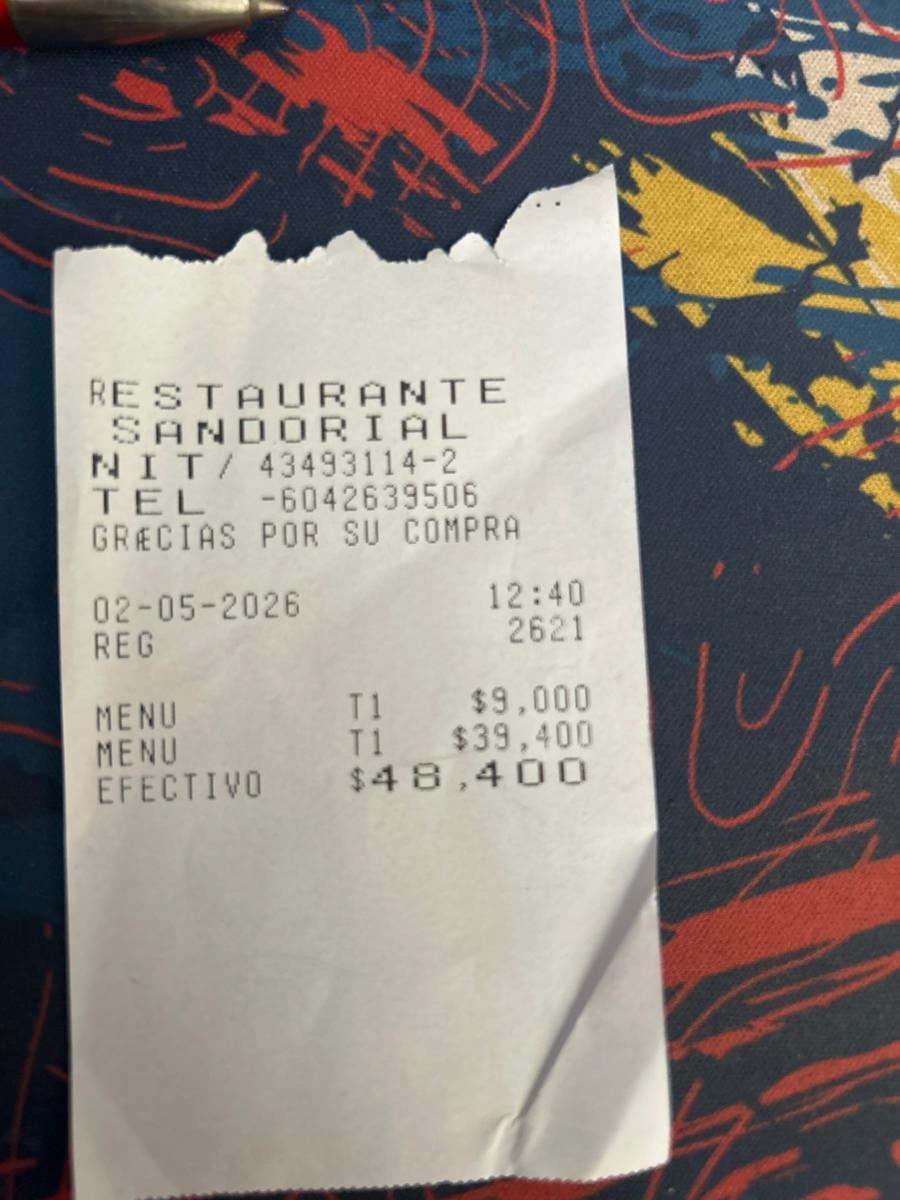 RESTAURANTE
SANDORIAL
NIT/ 43493114-2
TEL -6042639506
GRÆCIAS POR SU COMPRA
02-05-2026 12:40
REG 2621
MENU T1 $9,000
MENU T1 $39,400
EFECTIVO $48,400